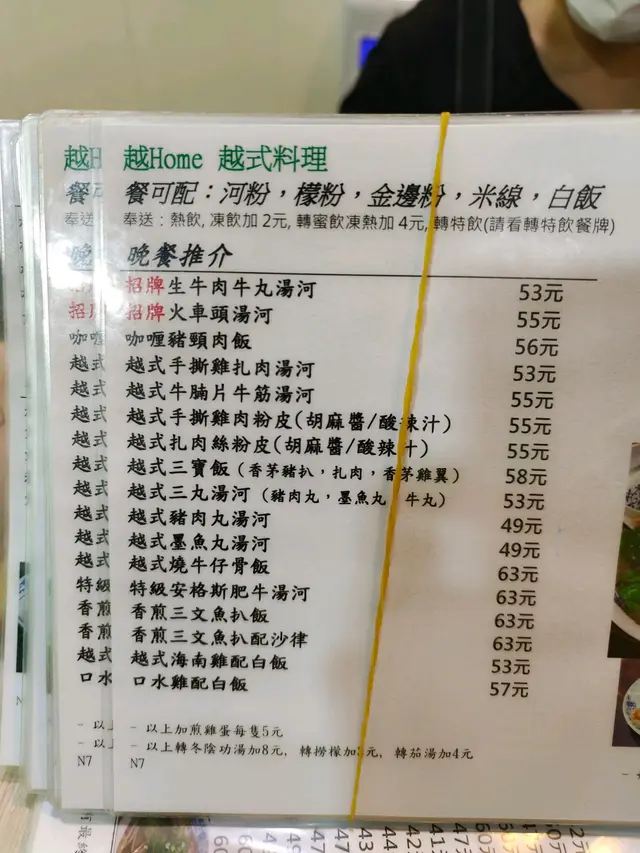 越Home 越式料理
餐可配：河粉，檬粉，金邊粉，米線，白飯
奉送：熱飲, 凍飲加 2元, 轉蜜飲凍熱加 4元, 轉特飲(請看轉特飲餐牌)
晚餐推介
招牌生牛肉牛丸湯河 53元
招牌火車頭湯河 55元
咖喱豬頸肉飯 56元
越式手撕雞扎肉湯河 53元
越式牛腩片牛筋湯河 55元
越式手撕雞肉粉皮(胡麻醬/酸辣汁) 55元
越式扎肉絲粉皮(胡麻醬/酸辣汁) 55元
越式三寶飯(香茅豬扒，扎肉，香茅雞翼) 58元
越式三丸湯河 (豬肉丸，墨魚丸，牛丸) 53元
越式豬肉丸湯河 49元
越式墨魚丸湯河 49元
越式燒牛仔骨飯 63元
特級安格斯肥牛湯河 63元
香煎三文魚扒飯 63元
香煎三文魚扒配沙律 63元
越式海南雞配白飯 53元
口水雞配白飯 57元
- 以上加煎雞蛋每隻5元
- 以上轉冬陰功湯加8元, 轉撈檬加 元, 轉茄湯加4元
N7